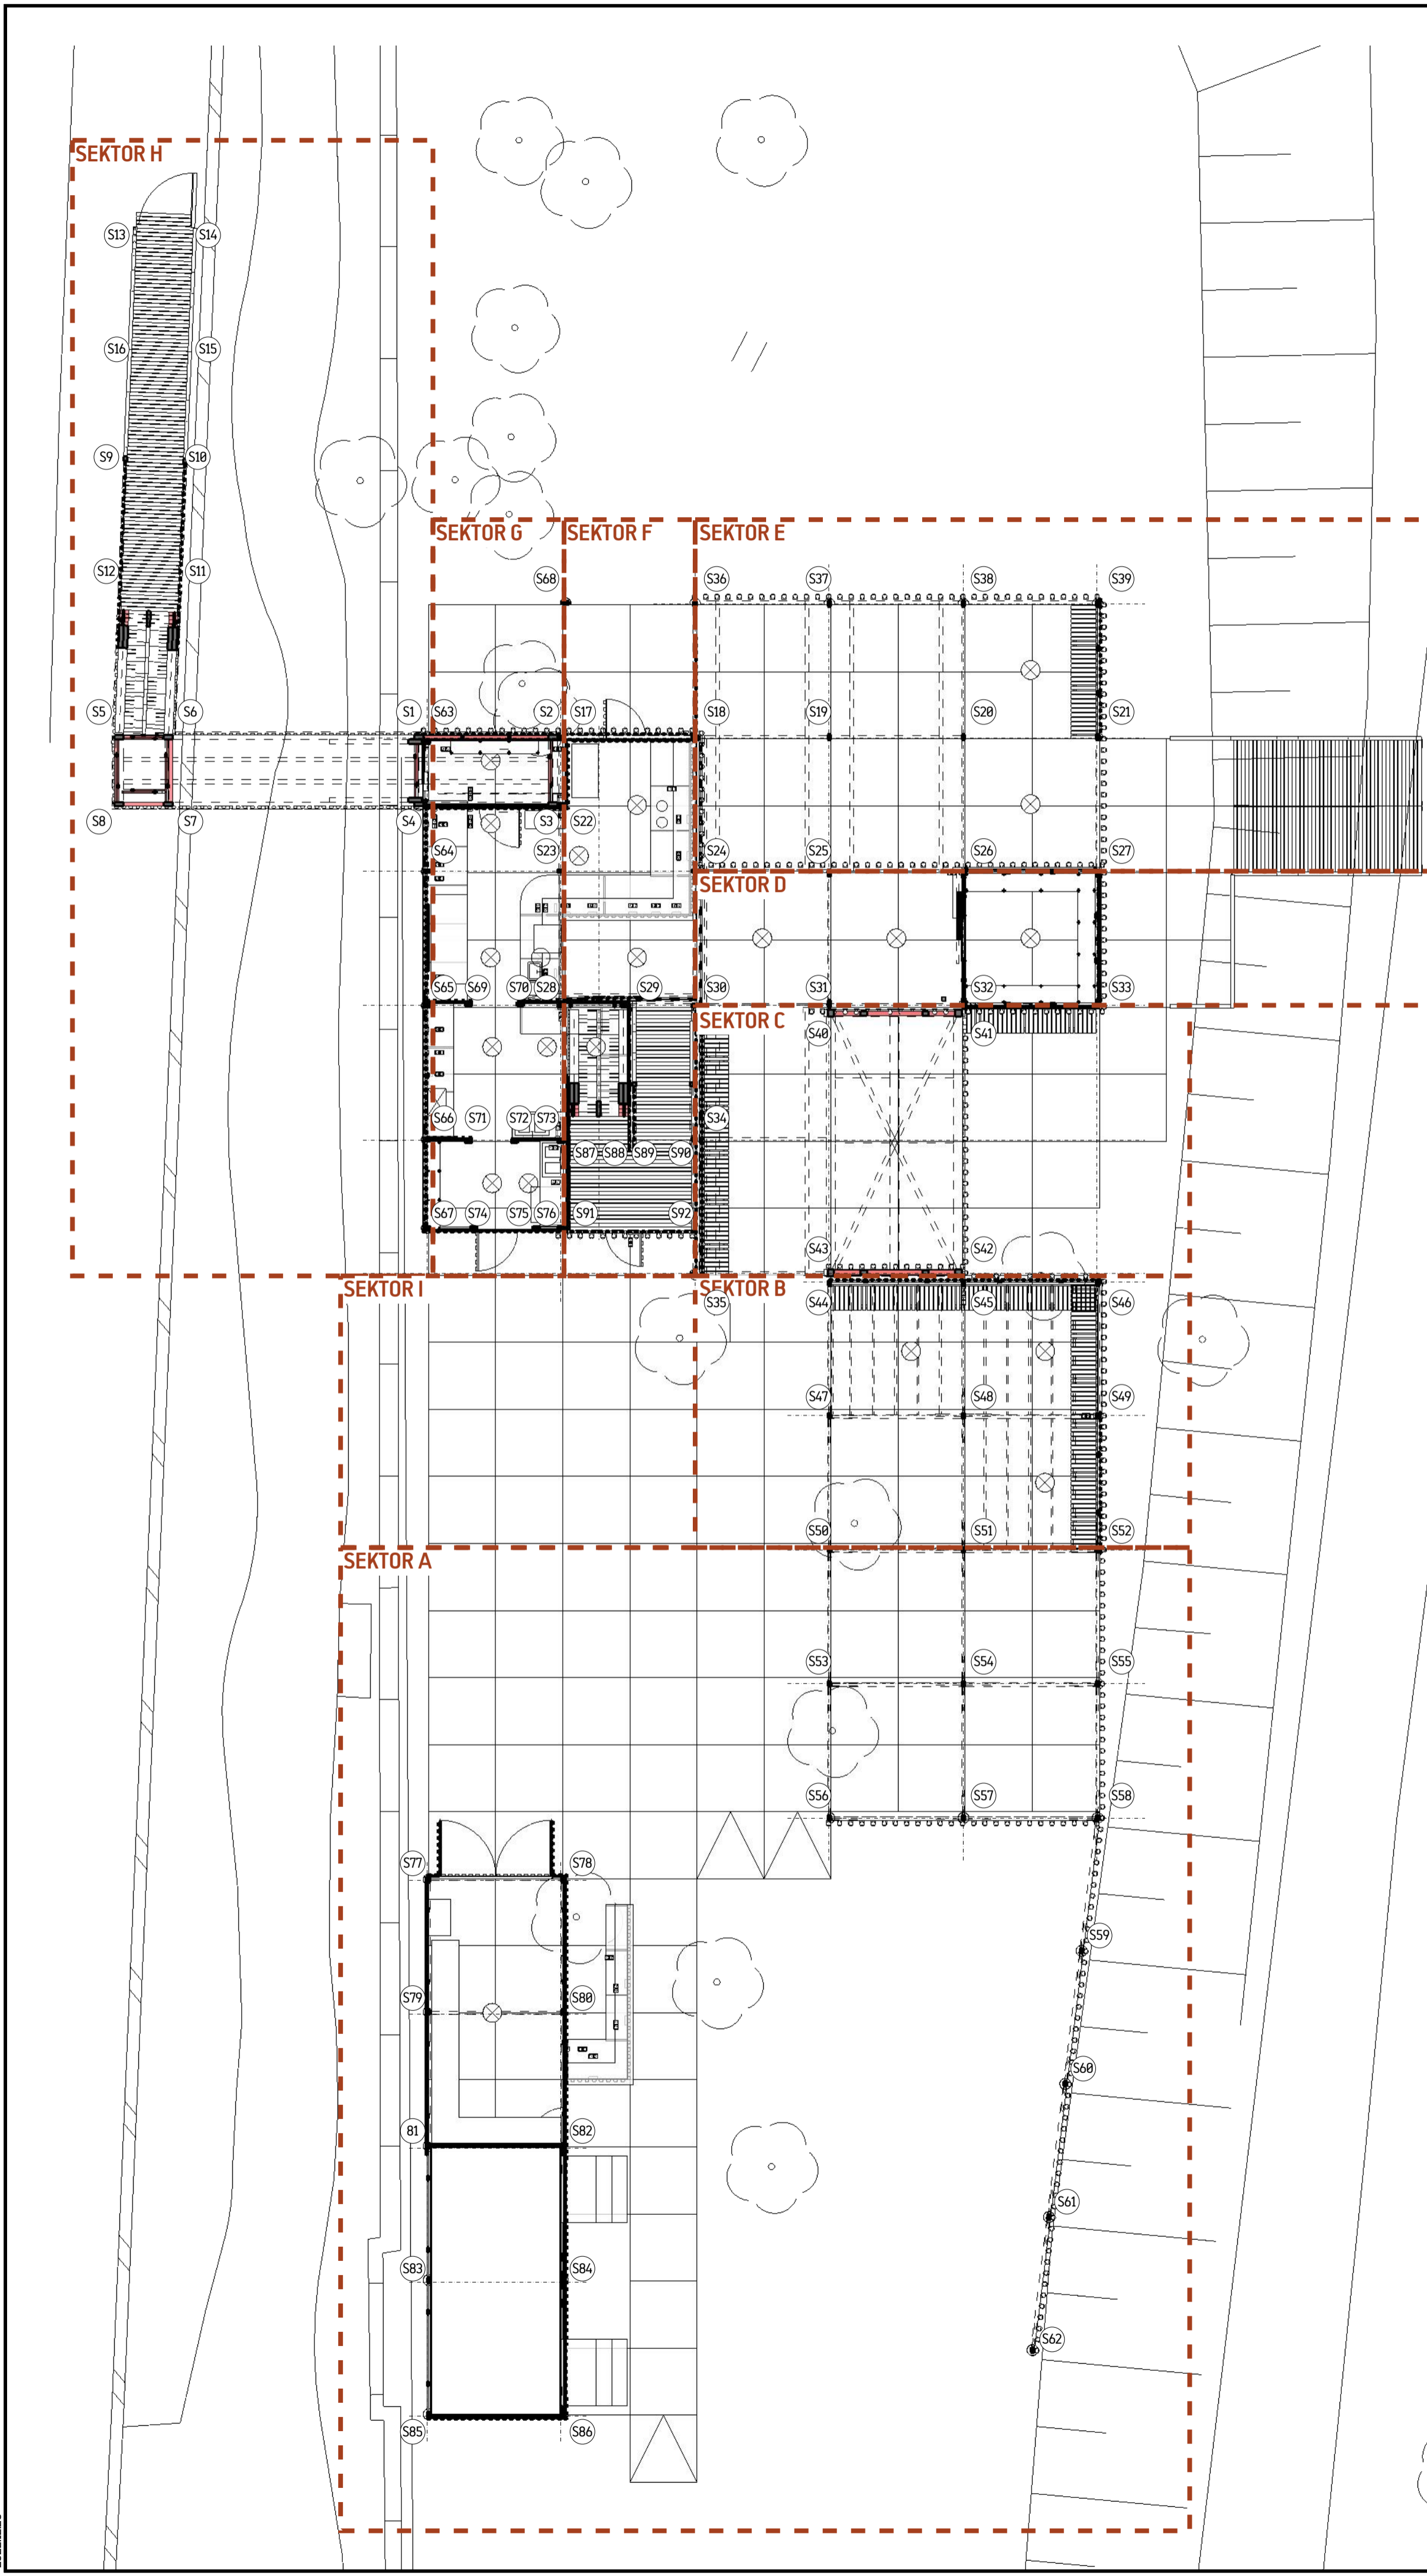 SEKTOR H
S13 S14
S16 S15
S9 S10
SEKTOR G SEKTOR F SEKTOR E
S12 S11 S68 S36 S37 S38 S39
S5 S6 S1 S63 S2 S17 S18 S19 S20 S21
S8 S7 S4 S3 S22
S64 S23 S24 S25 S26 S27
SEKTOR D
S65 S69 S70 S28 S29 S30 S31 S32 S33
SEKTOR C
S40 S41
S66 S71 S72 S73 S34
S87 S88 S89 S90
S67 S74 S75 S76 S91 S92
S43 S42
SEKTOR I SEKTOR B
S35 S44 S45 S46
S47 S48 S49
S50 S51 S52
SEKTOR A
S53 S54 S55
S56 S57 S58
S77 S78
S59
S79 S80
S60
81 S82
S61
S83 S84
S62
S85 S86